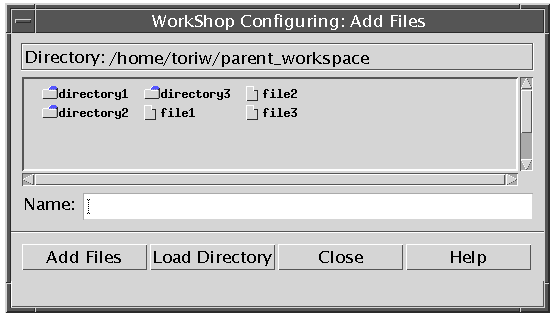 WorkShop Configuring: Add Files
Directory: /home/toriw/parent_workspace
directory1 directory3 file2
directory2 file1 file3
Name:
Add Files Load Directory Close Help